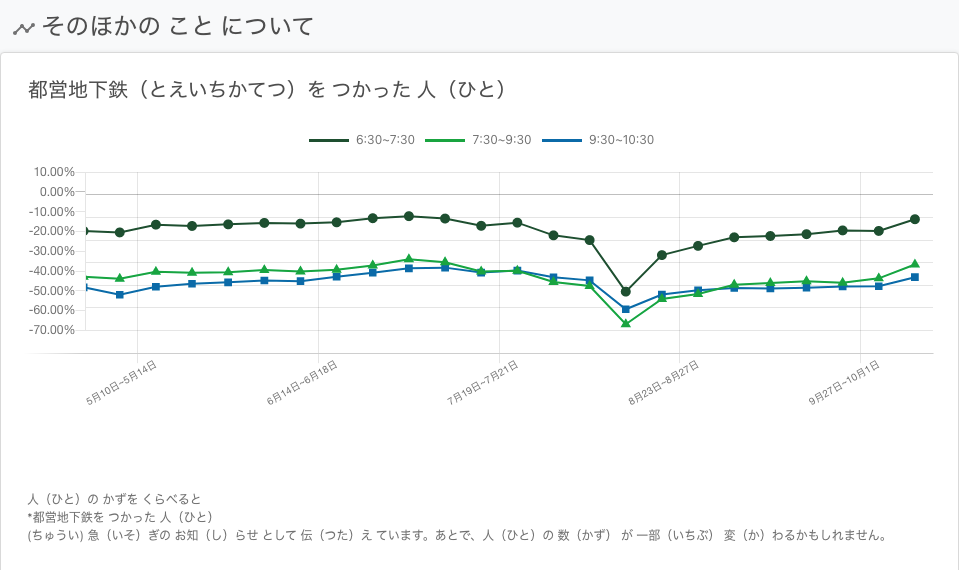 そのほかの こと について
都営地下鉄（とえいちかてつ）を つかった 人（ひと）
6:30~7:30 7:30~9:30 9:30~10:30
10.00%
0.00%
-10.00%
-20.00%
-30.00%
-40.00%
-50.00%
-60.00%
-70.00%
5月10日~5月14日 6月14日~6月18日 7月19日~7月21日 8月23日~8月27日 9月27日~10月1日
人（ひと）の かずを くらべると
*都営地下鉄を つかった 人（ひと）
(ちゅうい) 急（いそ）ぎの お知（し）らせ として 伝（つた）え ています。あとで、人（ひと）の 数（かず） が 一部（いちぶ） 変（か）わるかもしれません。